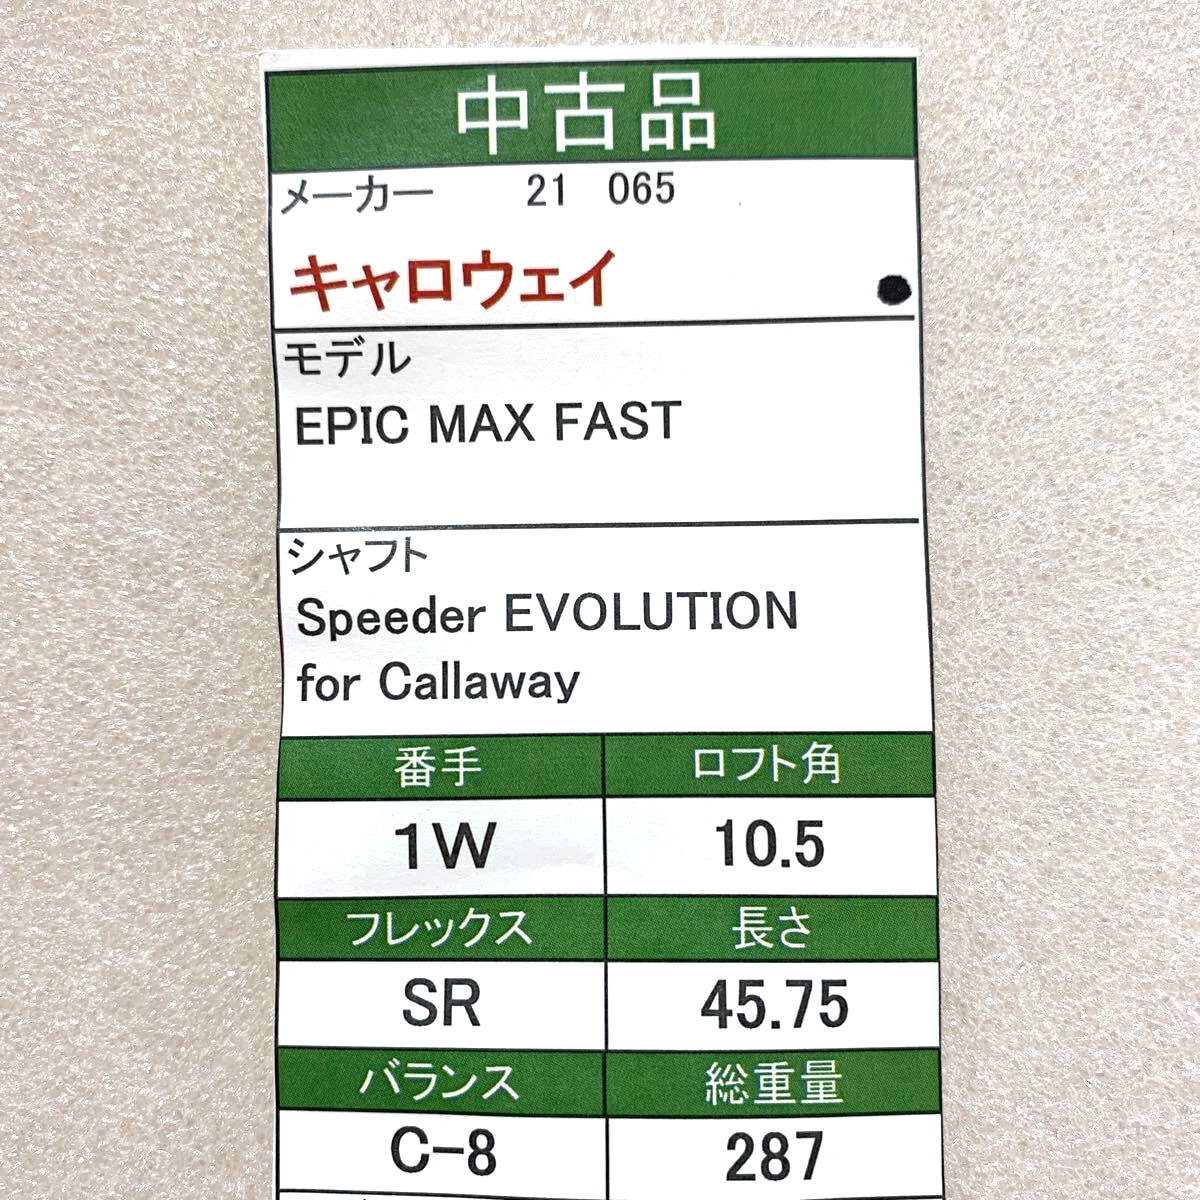 中古品
メーカー 21 065
キャロウェイ
モデル
EPIC MAX FAST
シャフト
Speeder EVOLUTION
for Callaway
番手 ロフト角
1W 10.5
フレックス 長さ
SR 45.75
バランス 総重量
C-8 287